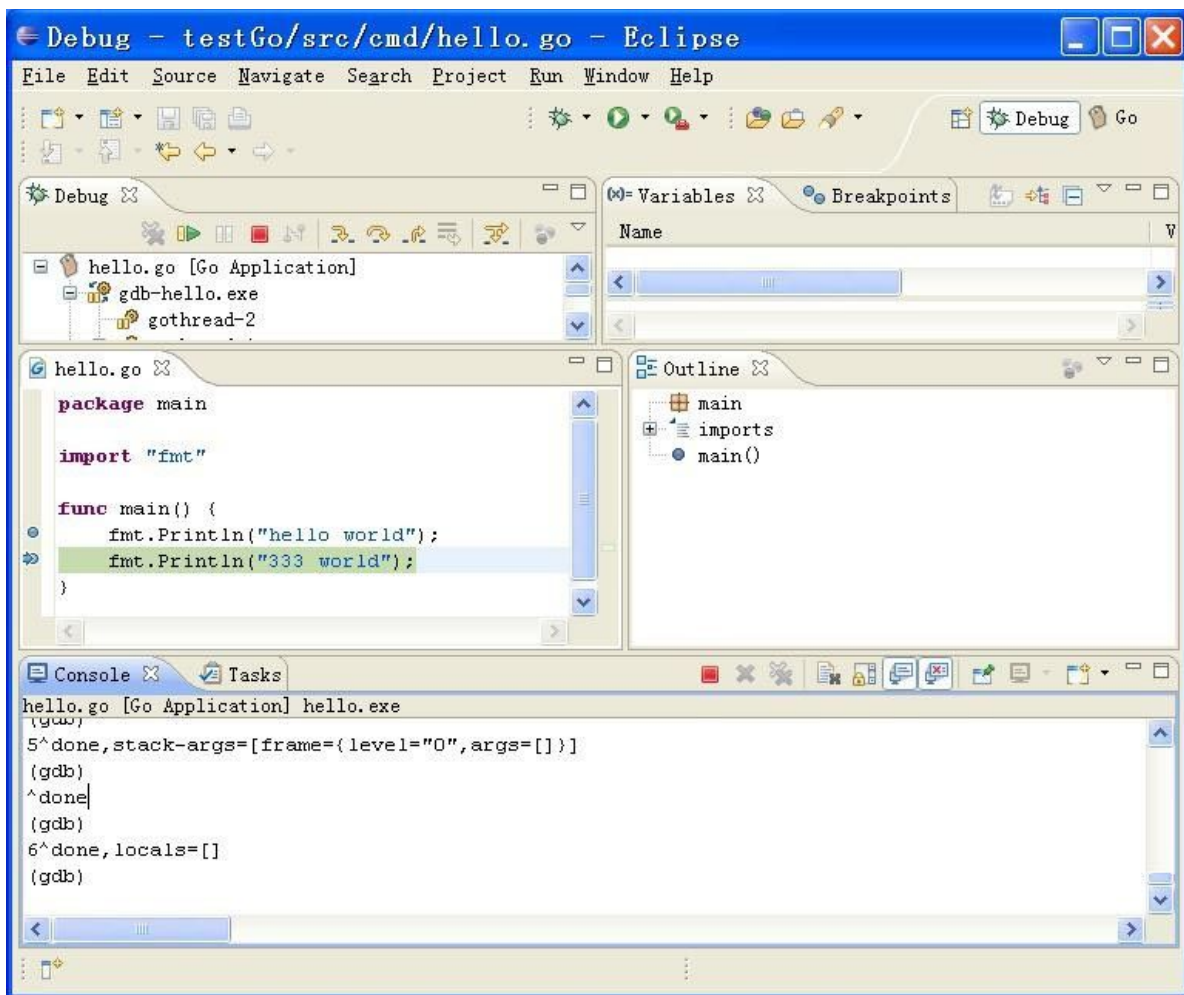 Debug - testGo/src/cmd/hello.go - Eclipse
File Edit Source Navigate Search Project Run Window Help
Debug Go
Debug
Variables Breakpoints
Name
hello.go [Go Application]
gdb-hello.exe
gothread-2
hello.go
package main
import "fmt"
func main() {
fmt.Println("hello world");
fmt.Println("333 world");
}
Outline
main
imports
main()
Console Tasks
hello.go [Go Application] hello.exe
(gdb)
5^done,stack-args=[frame={level="0",args=[]}]
(gdb)
^done
(gdb)
6^done,locals=[]
(gdb)